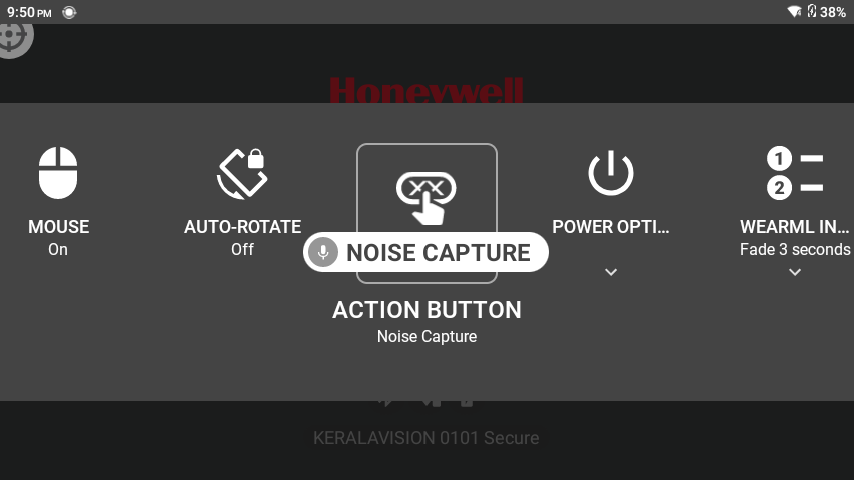 9:50 PM
38%
Honeywell
MOUSE
On
AUTO-ROTATE
Off
XX
NOISE CAPTURE
ACTION BUTTON
Noise Capture
POWER OPTI...
WEARML IN...
Fade 3 seconds
1
2
KERALAVISION 0101 Secure